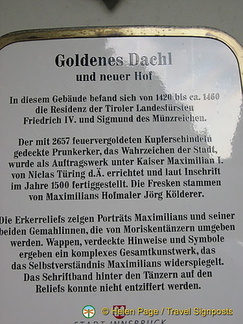 Goldenes Dachl
und neuer Hof
In diesem Gebäude befand sich von 1420 bis ca. 1460
die Residenz der Tiroler Landesfürsten
Friedrich IV. und Sigmund des Münzreichen.
Der mit 2657 feuervergoldeten Kupferschindeln
gedeckte Prunkerker, das Wahrzeichen der Stadt,
wurde als Auftragswerk unter Kaiser Maximilian I.
von Niclas Türing d.Ä. errichtet und laut Inschrift
im Jahre 1500 fertiggestellt. Die Fresken stammen
von Maximilians Hofmaler Jörg Kölderer.
Die Erkerreliefs zeigen Porträts Maximilians und seiner
beiden Gemahlinnen, die von Moriskentänzern umgeben
werden. Wappen, verdeckte Hinweise und Symbole
ergeben ein komplexes Gesamtkunstwerk, das
das Selbstverständnis Maximilians widerspiegelt.
Das Schriftband hinter den Tänzern auf den
Reliefs konnte nicht entziffert werden.
© Helen Page / Travel Signposts
STADT INNSBRUCK